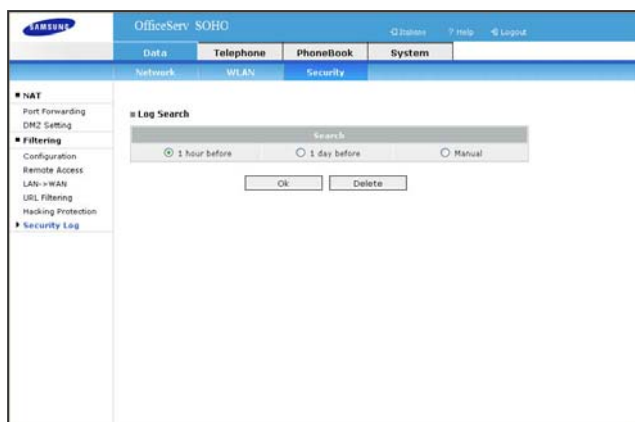 SAMSUNG
OfficeServ SOHO
Italiano ? Help Logout
Data Telephone PhoneBook System
Network WLAN Security
NAT
Port Forwarding
DMZ Setting
Filtering
Configuration
Remote Access
LAN->WAN
URL Filtering
Hacking Protection
Security Log
Log Search
Search
1 hour before 1 day before Manual
Ok Delete